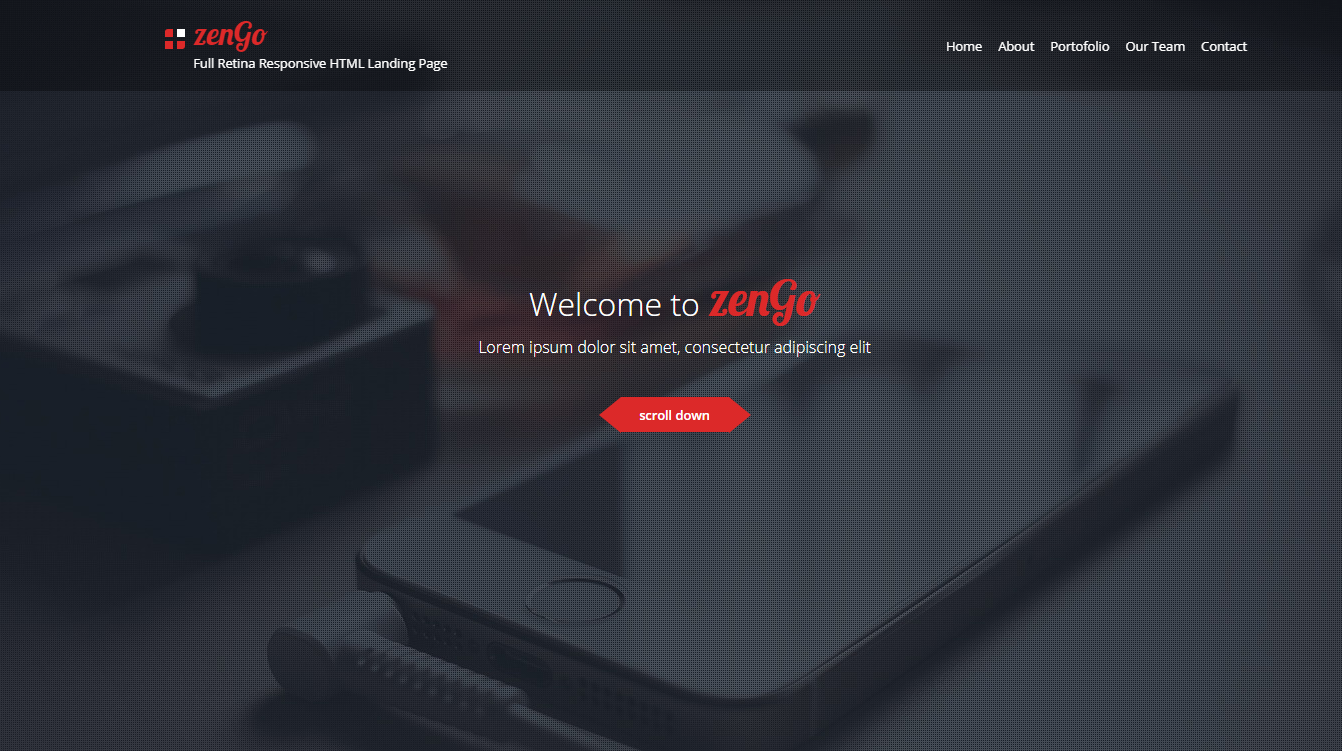 zenGo
Full Retina Responsive HTML Landing Page
Home About Portofolio Our Team Contact
Welcome to zenGo
Lorem ipsum dolor sit amet, consectetur adipiscing elit
scroll down